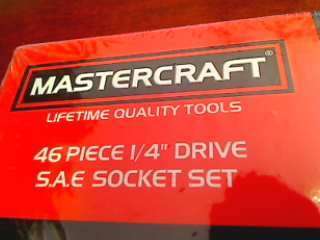 MASTERCRAFT®
LIFETIME QUALITY TOOLS
46 PIECE 1/4" DRIVE
S.A.E SOCKET SET